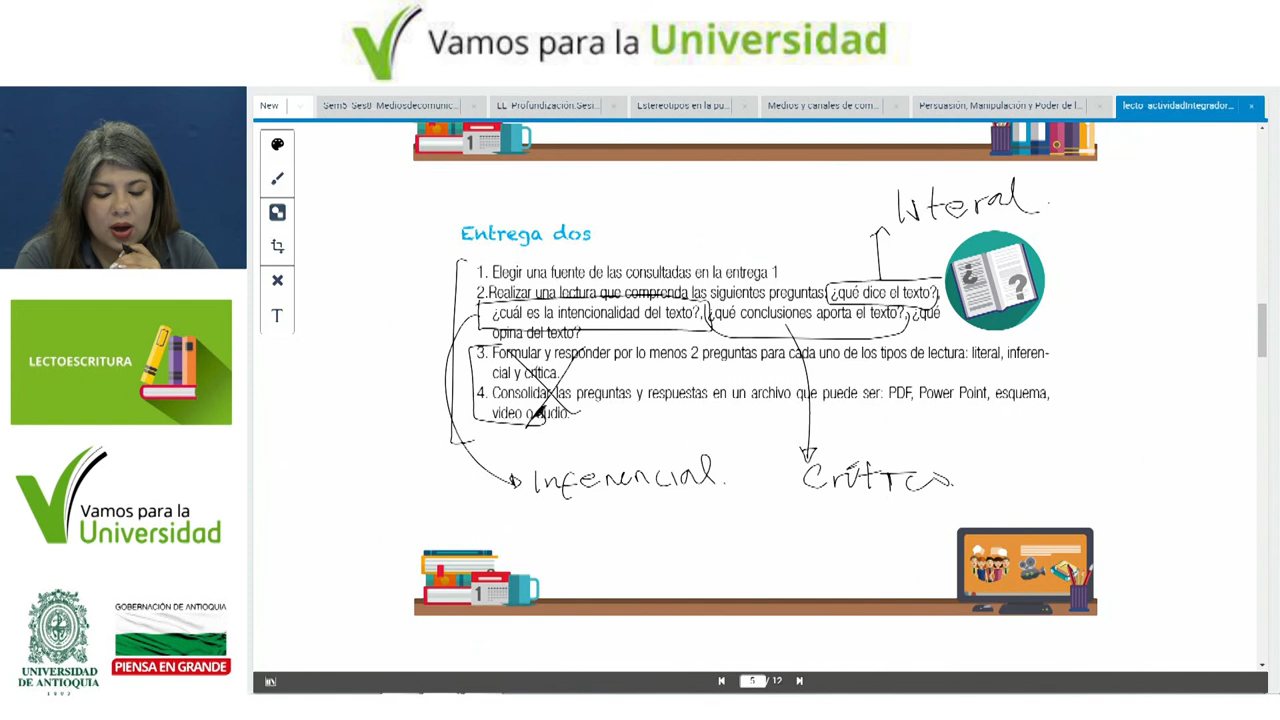 Vamos para la Universidad
New
Sem5_Ses8_Mediosdecomunic...
LE_Profundización.Sesi...
Estereotipos en la pu...
Medios y canales de com...
Persuasión, Manipulación y Poder de l...
lecto_actividadIntegrador...
literal
Entrega dos
1. Elegir una fuente de las consultadas en la entrega 1
2.Realizar una lectura que comprenda las siguientes preguntas: ¿qué dice el texto?,
¿cuál es la intencionalidad del texto?, ¿qué conclusiones aporta el texto?, ¿qué
opina del texto?
3. Formular y responder por lo menos 2 preguntas para cada uno de los tipos de lectura: literal, inferen-
cial y crítica.
4. Consolidar las preguntas y respuestas en un archivo que puede ser: PDF, Power Point, esquema,
video o audio.
Inferencial.
LECTOESCRITURA
Vamos para la
Universidad
UNIVERSIDAD
DE ANTIOQUIA
GOBERNACIÓN DE ANTIOQUIA
PIENSA EN GRANDE
5 / 12